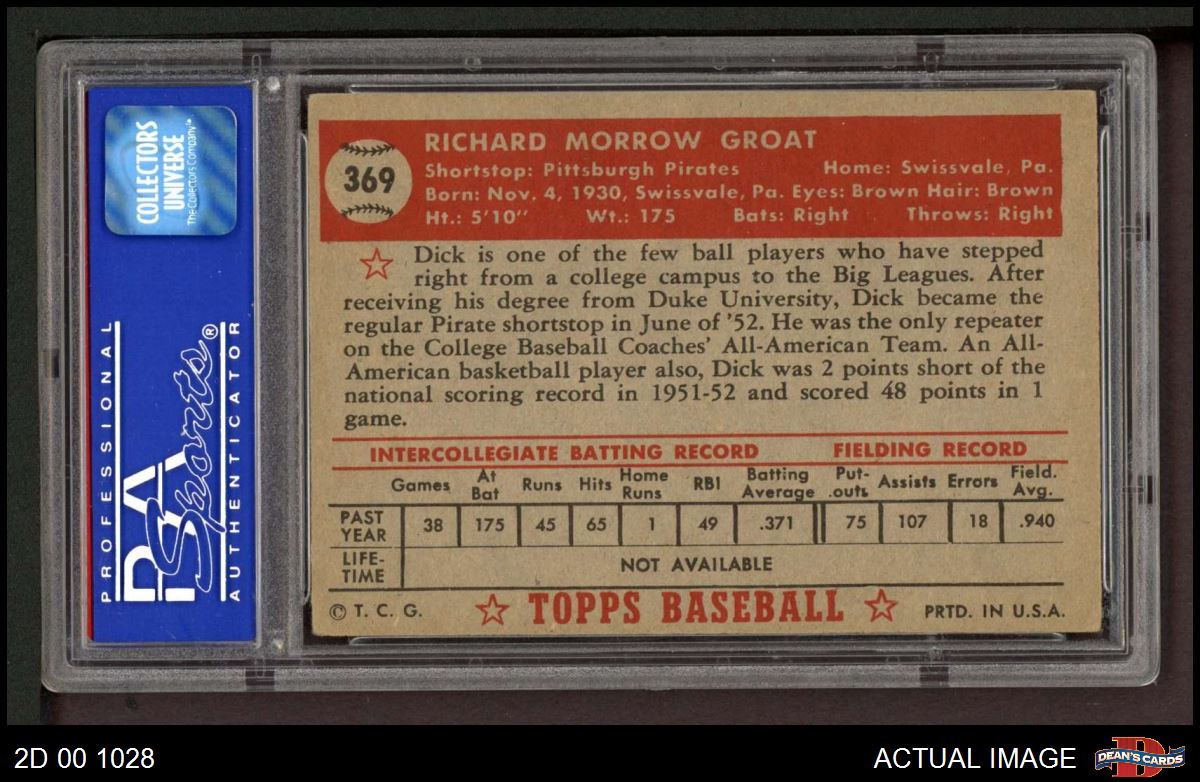 COLLECTORS
UNIVERSE
The Collectors Company™
PROFESSIONAL
PSA
Sports®
AUTHENTICATOR
369
RICHARD MORROW GROAT
Shortstop: Pittsburgh Pirates Home: Swissvale, Pa.
Born: Nov. 4, 1930, Swissvale, Pa. Eyes: Brown Hair: Brown
Ht.: 5'10'' Wt.: 175 Bats: Right Throws: Right
Dick is one of the few ball players who have stepped
right from a college campus to the Big Leagues. After
receiving his degree from Duke University, Dick became the
regular Pirate shortstop in June of '52. He was the only repeater
on the College Baseball Coaches' All-American Team. An All-
American basketball player also, Dick was 2 points short of the
national scoring record in 1951-52 and scored 48 points in 1
game.
INTERCOLLEGIATE BATTING RECORD FIELDING RECORD
Games At Bat Runs Hits Home Runs RBI Batting Average Put-outs Assists Errors Field. Avg.
PAST YEAR 38 175 45 65 1 49 .371 75 107 18 .940
LIFE-TIME NOT AVAILABLE
© T. C. G. ☆ TOPPS BASEBALL ☆ PRTD. IN U.S.A.
2D 00 1028 ACTUAL IMAGE DEAN'S CARDS